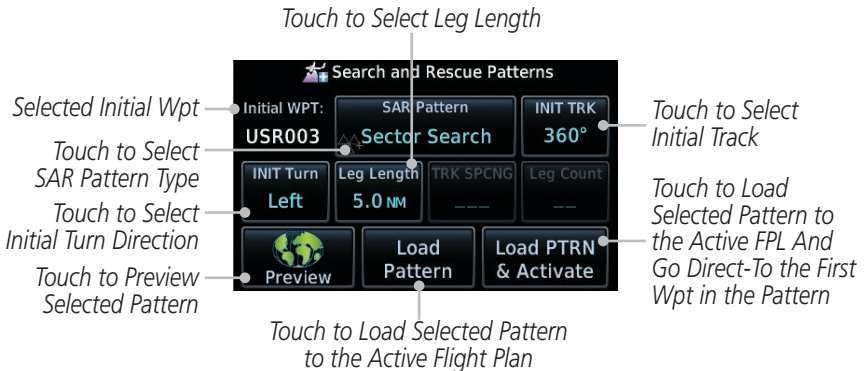 Touch to Select Leg Length
Search and Rescue Patterns
Selected Initial Wpt
Initial WPT:
USR003
SAR Pattern
Sector Search
INIT TRK
360°
Touch to Select
Initial Track
Touch to Select
SAR Pattern Type
INIT Turn
Left
Leg Length
5.0 NM
TRK SPCNG
___
Leg Count
__
Touch to Select
Initial Turn Direction
Touch to Load
Selected Pattern to
the Active FPL And
Go Direct-To the First
Wpt in the Pattern
Preview
Load
Pattern
Load PTRN
& Activate
Touch to Preview
Selected Pattern
Touch to Load Selected Pattern
to the Active Flight Plan